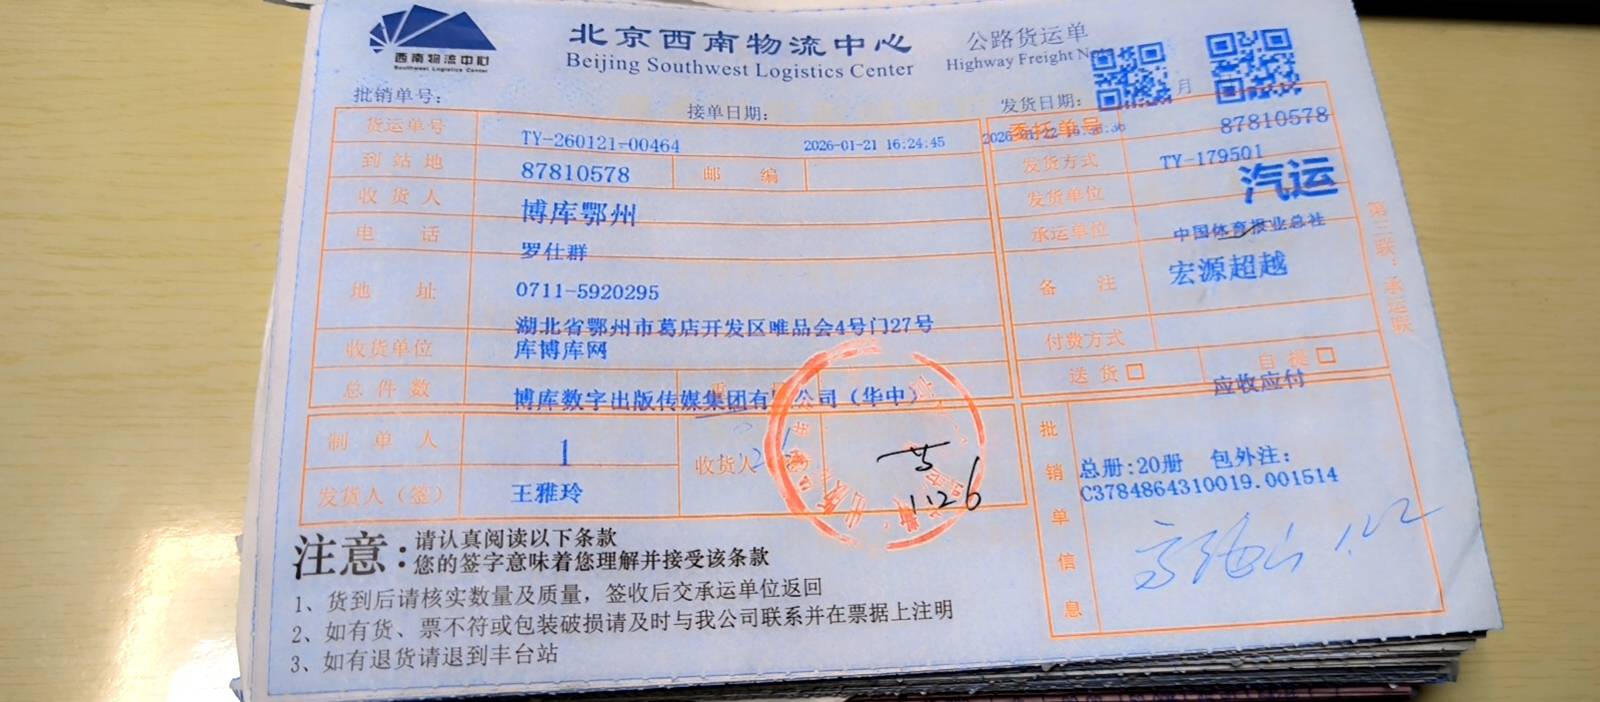 西南物流中心
Southwest Logistics Center
北京西南物流中心
Beijing Southwest Logistics Center
公路货运单
Highway Freight
批销单号:
接单日期:
发货日期:
月
货运单号
TY-260121-00464
2026-01-21 16:24:45
委托单号
87810578
到站地
87810578
邮编
发货方式
TY-179501
汽运
收货人
博库鄂州
发货单位
电话
罗仕群
承运单位
中国体育报业总社
地址
0711-5920295
备注
宏源超越
湖北省鄂州市葛店开发区唯品会4号门27号
库博库网
收货单位
付费方式
总件数
博库数字出版传媒集团有 公司（华中）
送货□
自提□
应收应付
制单人
1
收货人
发货人（签）
王雅玲
1.26
批销单信息
总册:20册 包外注:
C3784864310019.001514
1.22
第三联：承运联
注意：
请认真阅读以下条款
您的签字意味着您理解并接受该条款
1、货到后请核实数量及质量，签收后交承运单位返回
2、如有货、票不符或包装破损请及时与我公司联系并在票据上注明
3、如有退货请退到丰台站